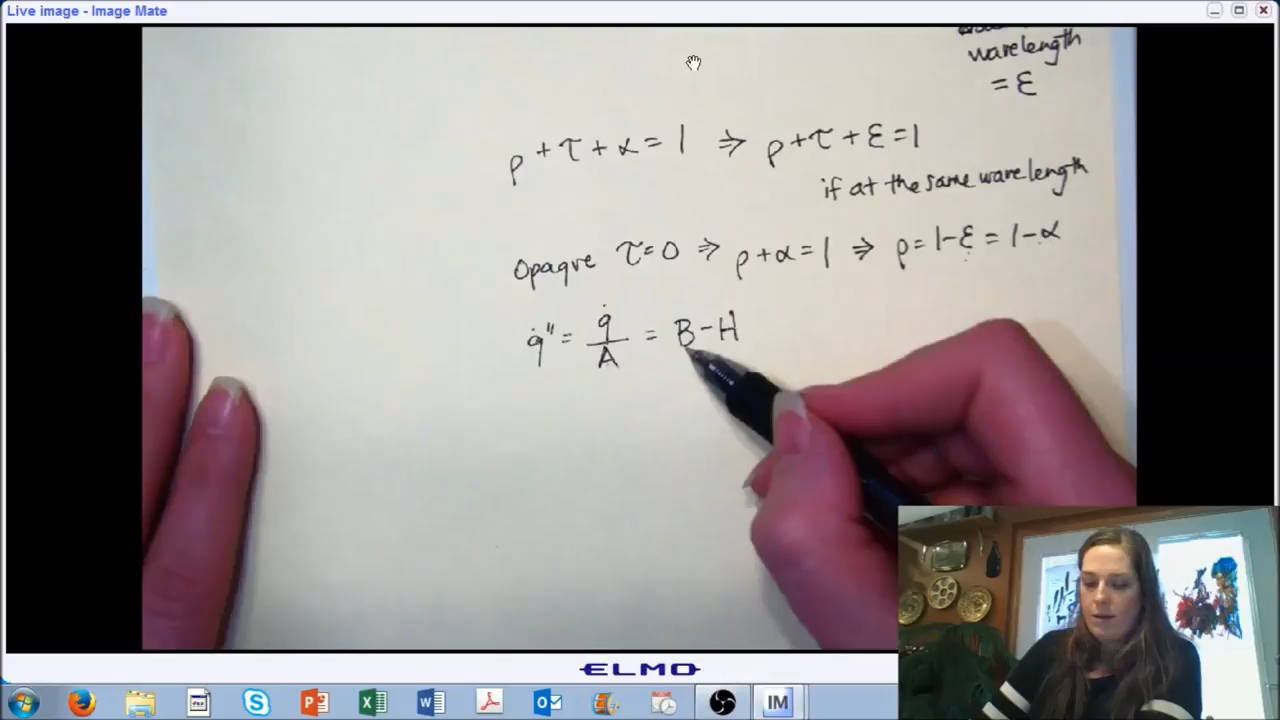 Live image - Image Mate
wavelength
= ε
ρ + τ + α = 1 ⇒ ρ + τ + ε = 1
if at the same wavelength
Opaque τ = 0 ⇒ ρ + α = 1 ⇒ ρ = 1 - ε = 1 - α
q̇" = q̇ / A = B - H
ELMO
IM